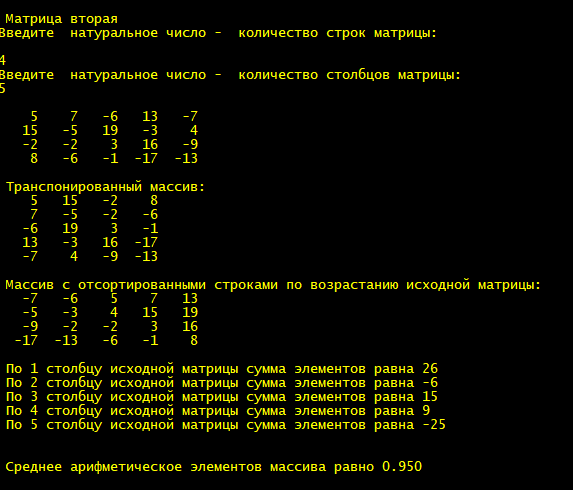 Матрица вторая
Введите  натуральное число -  количество строк матрицы:
4
Введите  натуральное число -  количество столбцов матрицы:
5
5 7 -6 13 -7
15 -5 19 -3 4
-2 -2 3 16 -9
8 -6 -1 -17 -13
Транспонированный массив:
5 15 -2 8
7 -5 -2 -6
-6 19 3 -1
13 -3 16 -17
-7 4 -9 -13
Массив с отсортированными строками по возрастанию исходной матрицы:
-7 -6 5 7 13
-5 -3 4 15 19
-9 -2 -2 3 16
-17 -13 -6 -1 8
По 1 столбцу исходной матрицы сумма элементов равна 26
По 2 столбцу исходной матрицы сумма элементов равна -6
По 3 столбцу исходной матрицы сумма элементов равна 15
По 4 столбцу исходной матрицы сумма элементов равна 9
По 5 столбцу исходной матрицы сумма элементов равна -25
Среднее арифметическое элементов массива равно 0.950